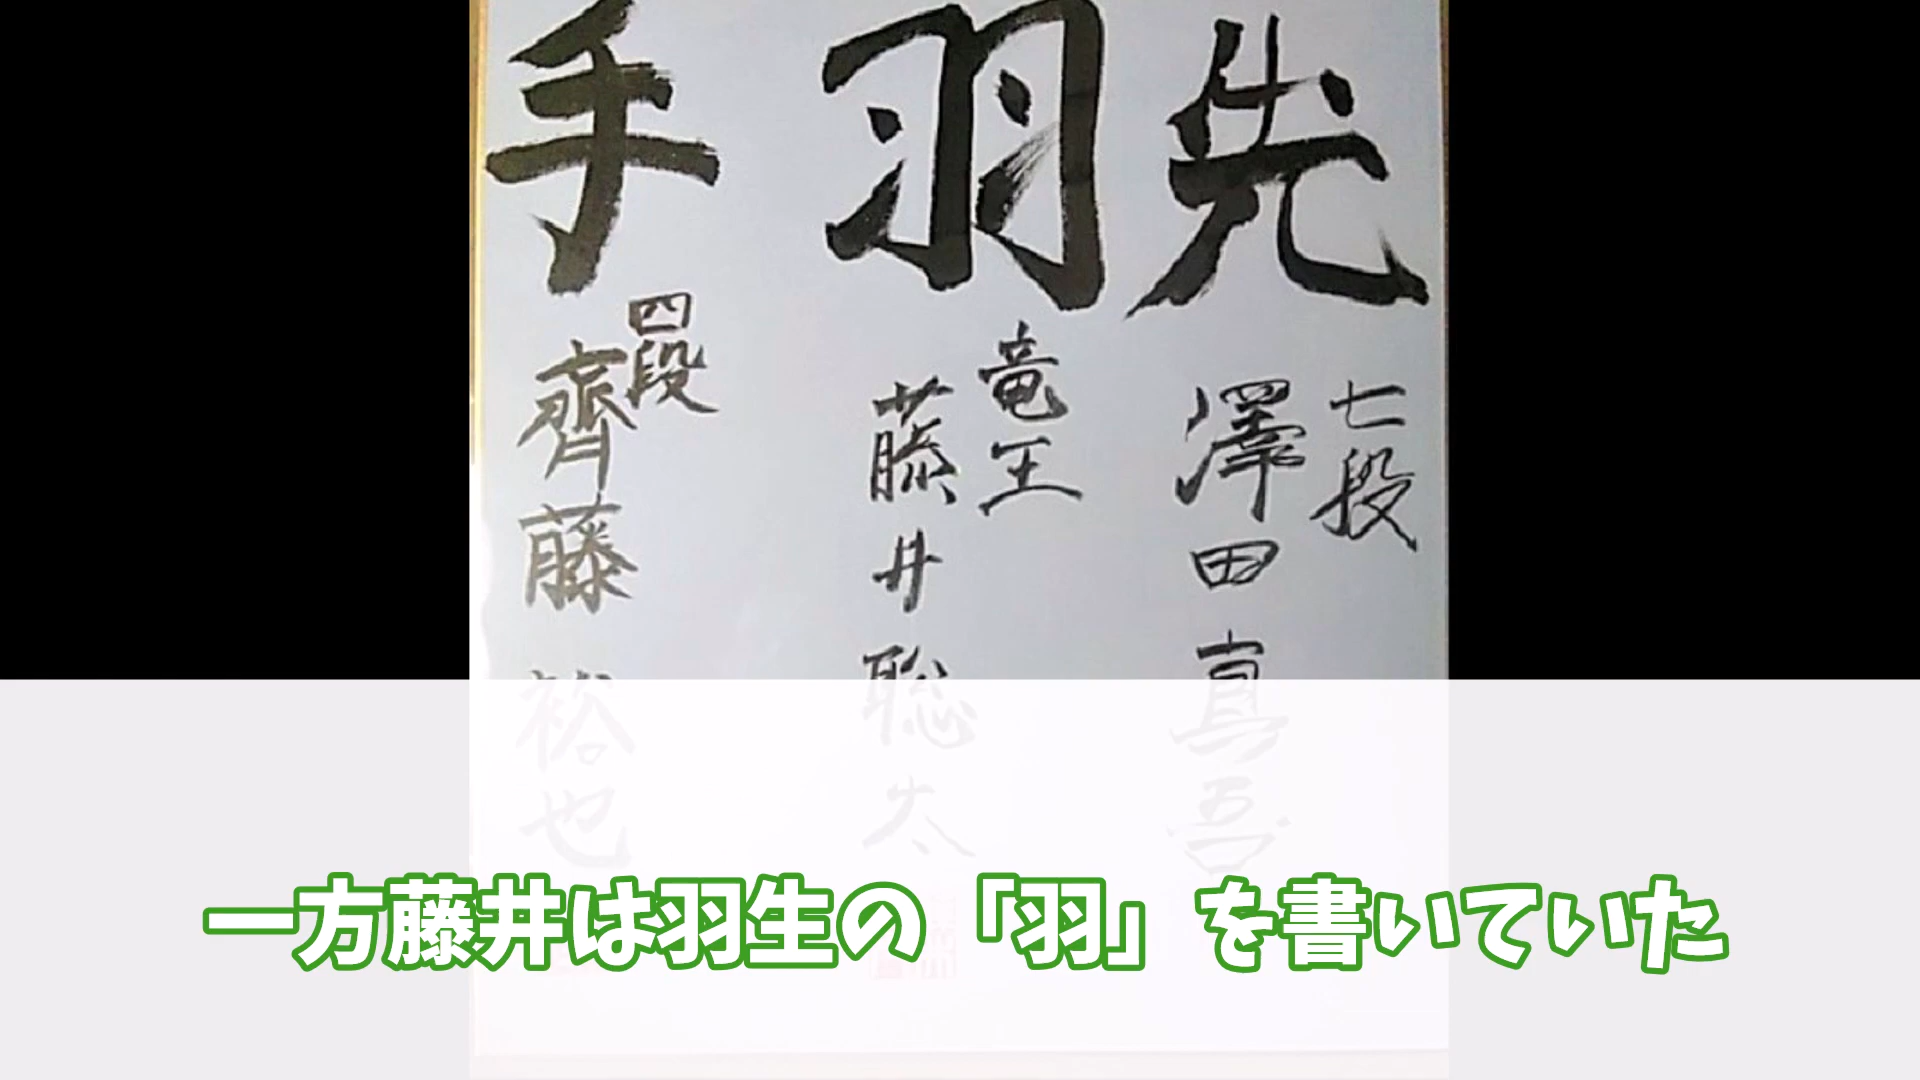 先
七段
澤田真吾
羽
竜王
藤井聡太
手
四段
齊藤裕也
一方藤井は羽生の「羽」を書いていた